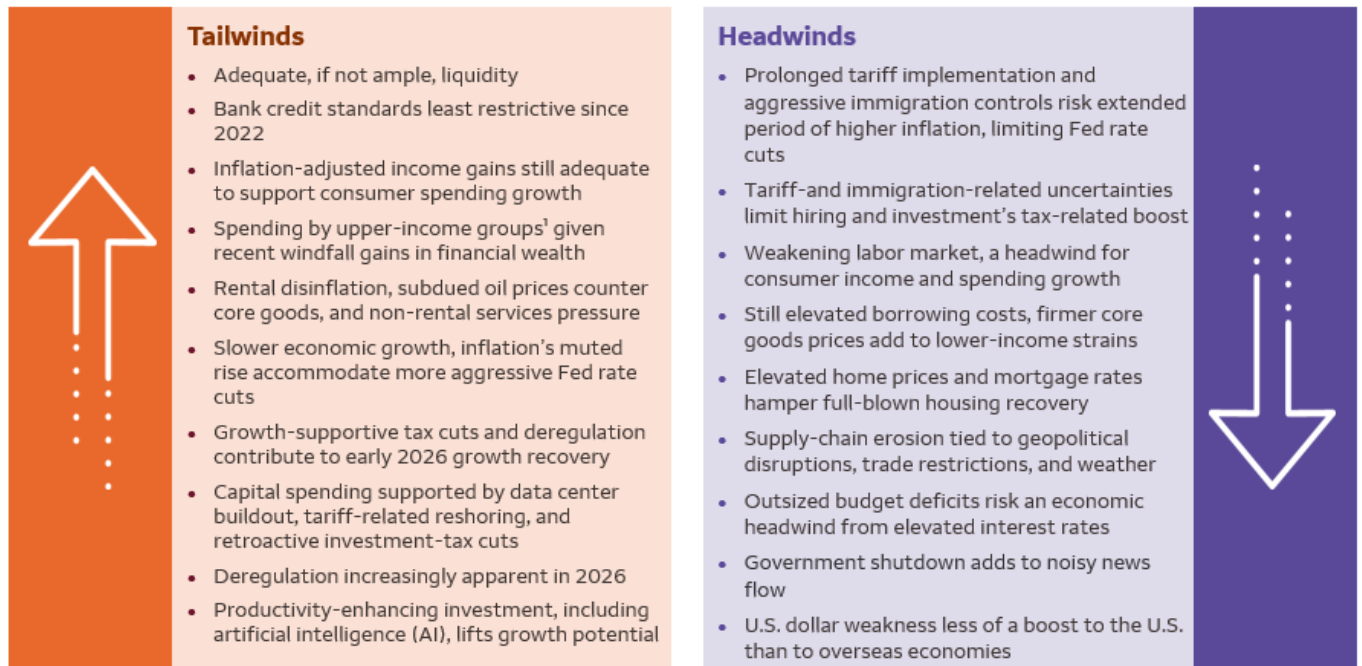 Tailwinds
• Adequate, if not ample, liquidity
• Bank credit standards least restrictive since
2022
• Inflation-adjusted income gains still adequate
to support consumer spending growth
• Spending by upper-income groups¹ given
recent windfall gains in financial wealth
• Rental disinflation, subdued oil prices counter
core goods, and non-rental services pressure
• Slower economic growth, inflation’s muted
rise accommodate more aggressive Fed rate
cuts
• Growth-supportive tax cuts and deregulation
contribute to early 2026 growth recovery
• Capital spending supported by data center
buildout, tariff-related reshoring, and
retroactive investment-tax cuts
• Deregulation increasingly apparent in 2026
• Productivity-enhancing investment, including
artificial intelligence (AI), lifts growth potential
Headwinds
• Prolonged tariff implementation and
aggressive immigration controls risk extended
period of higher inflation, limiting Fed rate
cuts
• Tariff-and immigration-related uncertainties
limit hiring and investment’s tax-related boost
• Weakening labor market, a headwind for
consumer income and spending growth
• Still elevated borrowing costs, firmer core
goods prices add to lower-income strains
• Elevated home prices and mortgage rates
hamper full-blown housing recovery
• Supply-chain erosion tied to geopolitical
disruptions, trade restrictions, and weather
• Outsized budget deficits risk an economic
headwind from elevated interest rates
• Government shutdown adds to noisy news
flow
• U.S. dollar weakness less of a boost to the U.S.
than to overseas economies